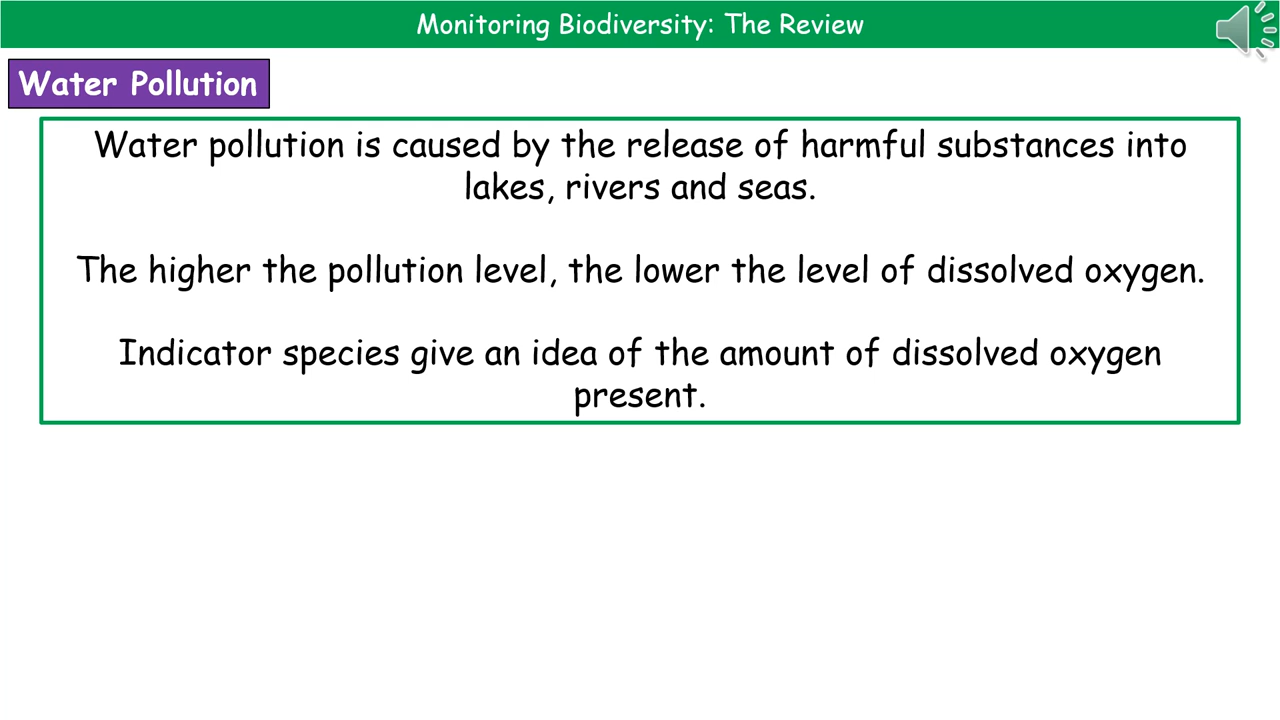 Monitoring Biodiversity: The Review
Water Pollution
Water pollution is caused by the release of harmful substances into
lakes, rivers and seas.
The higher the pollution level, the lower the level of dissolved oxygen.
Indicator species give an idea of the amount of dissolved oxygen
present.